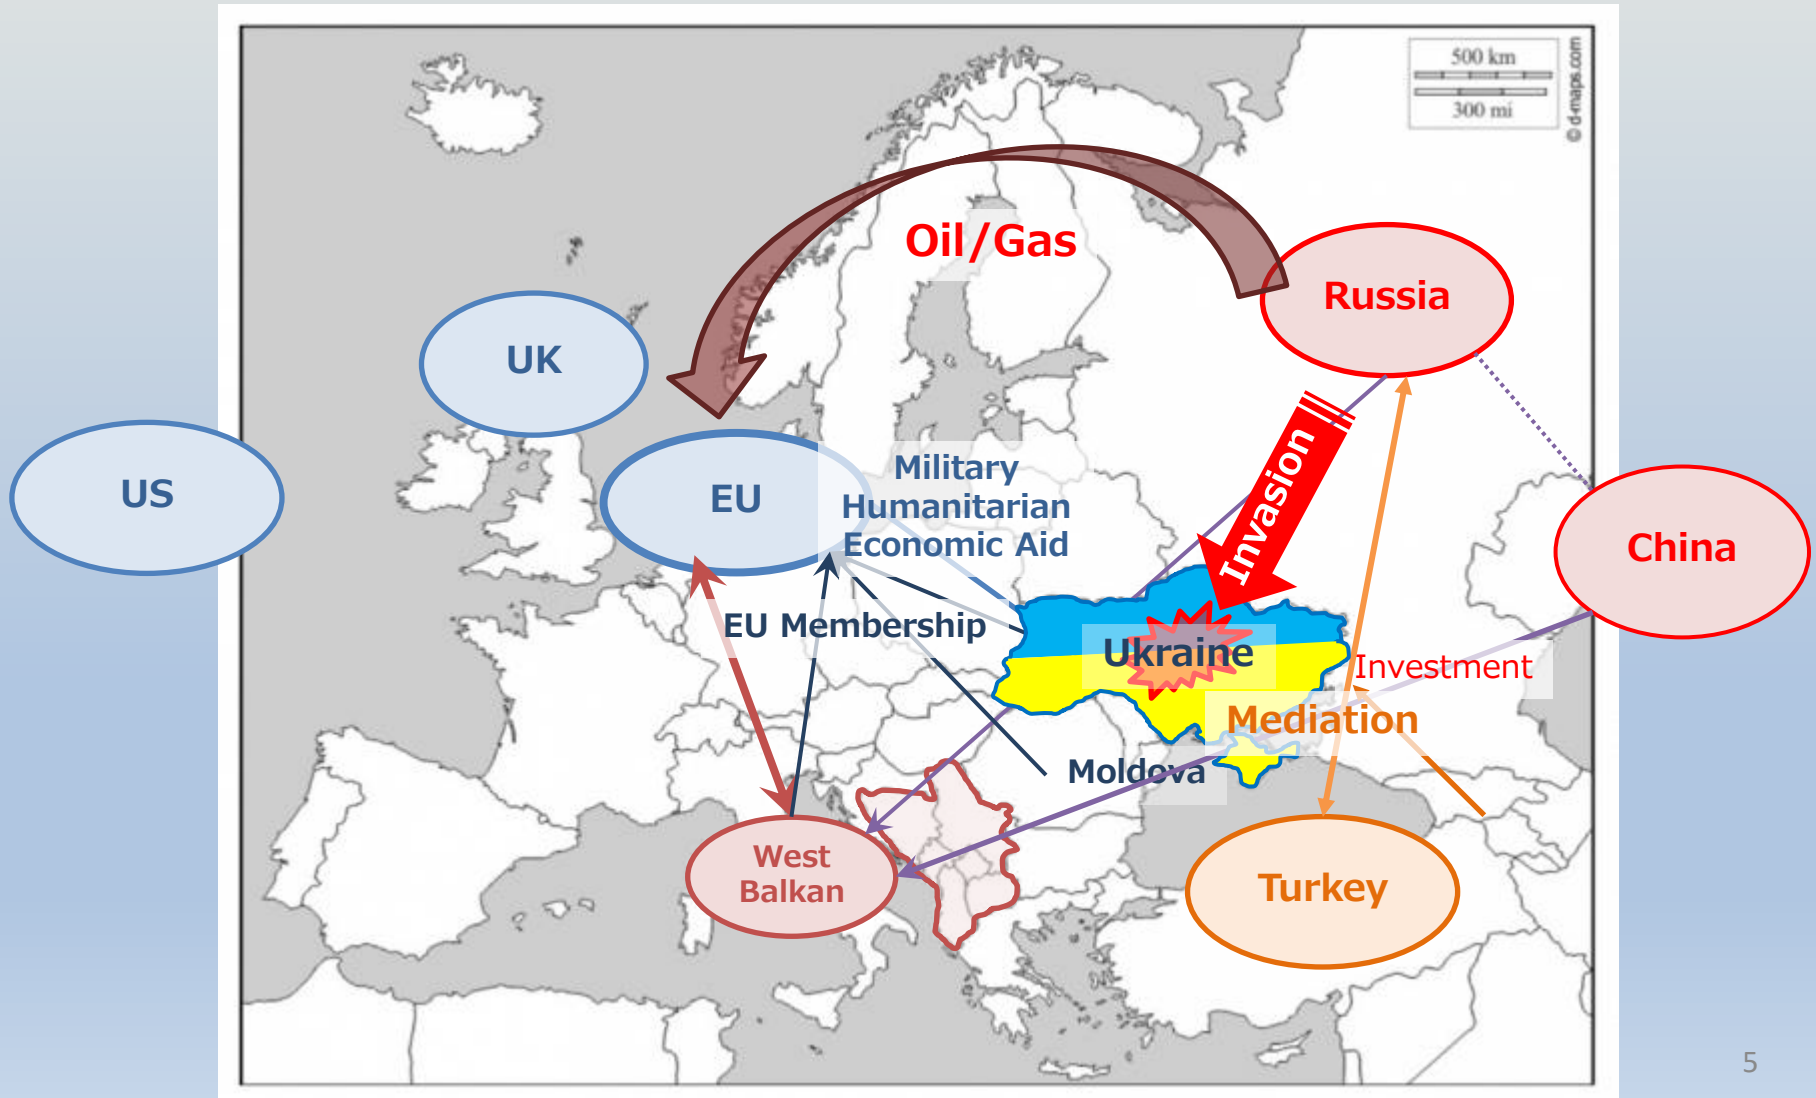 500 km
300 mi
© d-maps.com
Oil/Gas
Russia
UK
US
EU
Military
Humanitarian
Economic Aid
Invasion
China
EU Membership
Ukraine
Investment
Mediation
Moldova
West
Balkan
Turkey
5